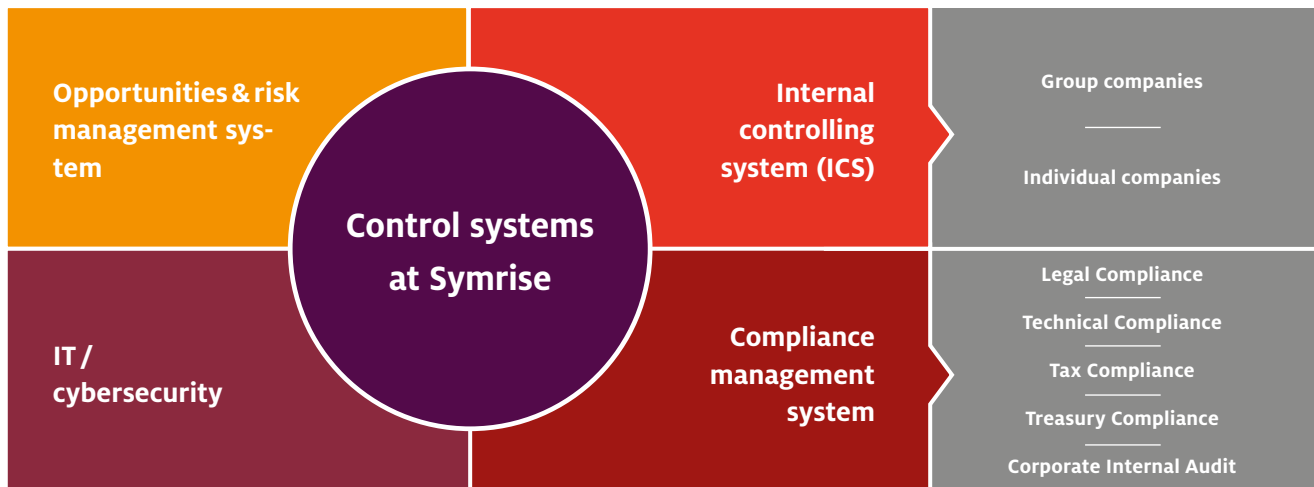 Opportunities & risk
management sys-
tem
Internal
controlling
system (ICS)
Group companies
Individual companies
Control systems
at Symrise
IT /
cybersecurity
Compliance
management
system
Legal Compliance
Technical Compliance
Tax Compliance
Treasury Compliance
Corporate Internal Audit